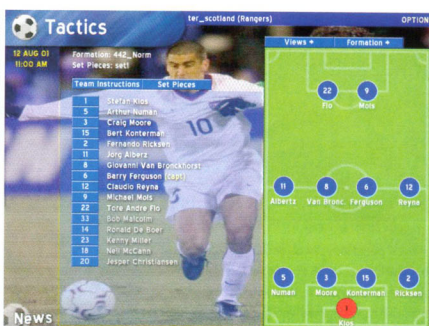 Tactics
ter_scotland (Rangers)
OPTION
12 AUG 01
11:00 AM
Formation: 442_Norm
Set Pieces: set1
Team Instructions
Set Pieces
1 Stefan Klos
5 Arthur Numan
3 Craig Moore
15 Bert Konterman
2 Fernando Ricksen
11 Jorg Albertz
8 Giovanni Van Bronckhorst
6 Barry Ferguson (capt)
12 Claudio Reyna
9 Michael Mols
22 Tore Andre Flo
33 Bob Malcolm
14 Ronald De Boer
23 Kenny Miller
18 Neil McCann
20 Jesper Christiansen
News
10
Views
Formation
22 9
Flo Mols
11 8 6 12
Albertz Van Bronc. Ferguson Reyna
5 3 15 2
Numan Moore Konterman Ricksen
1
Klos